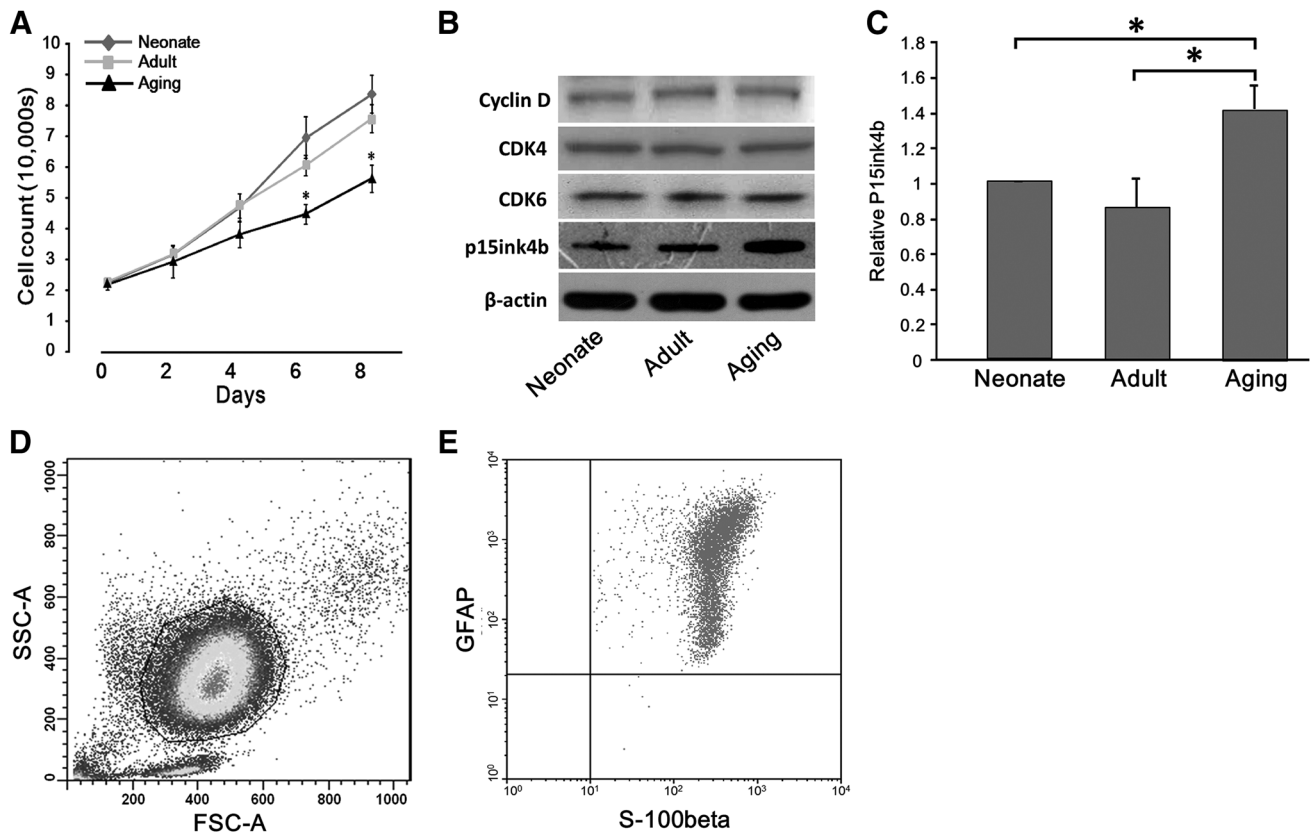 A
Cell count (10,000s)
10
9
8
7
6
5
4
3
2
1
0
Neonate
Adult
Aging
*
*
0 2 4 6 8
Days
B
Cyclin D
CDK4
CDK6
p15ink4b
β-actin
Neonate
Adult
Aging
C
Relative P15ink4b
1.8
1.6
1.4
1.2
1
0.8
0.6
0.4
0.2
0
*
*
Neonate Adult Aging
D
SSC-A
1000
800
600
400
200
0
200 400 600 800 1000
FSC-A
E
GFAP
10⁴
10³
10²
10¹
10⁰
10⁰ 10¹ 10² 10³ 10⁴
S-100beta